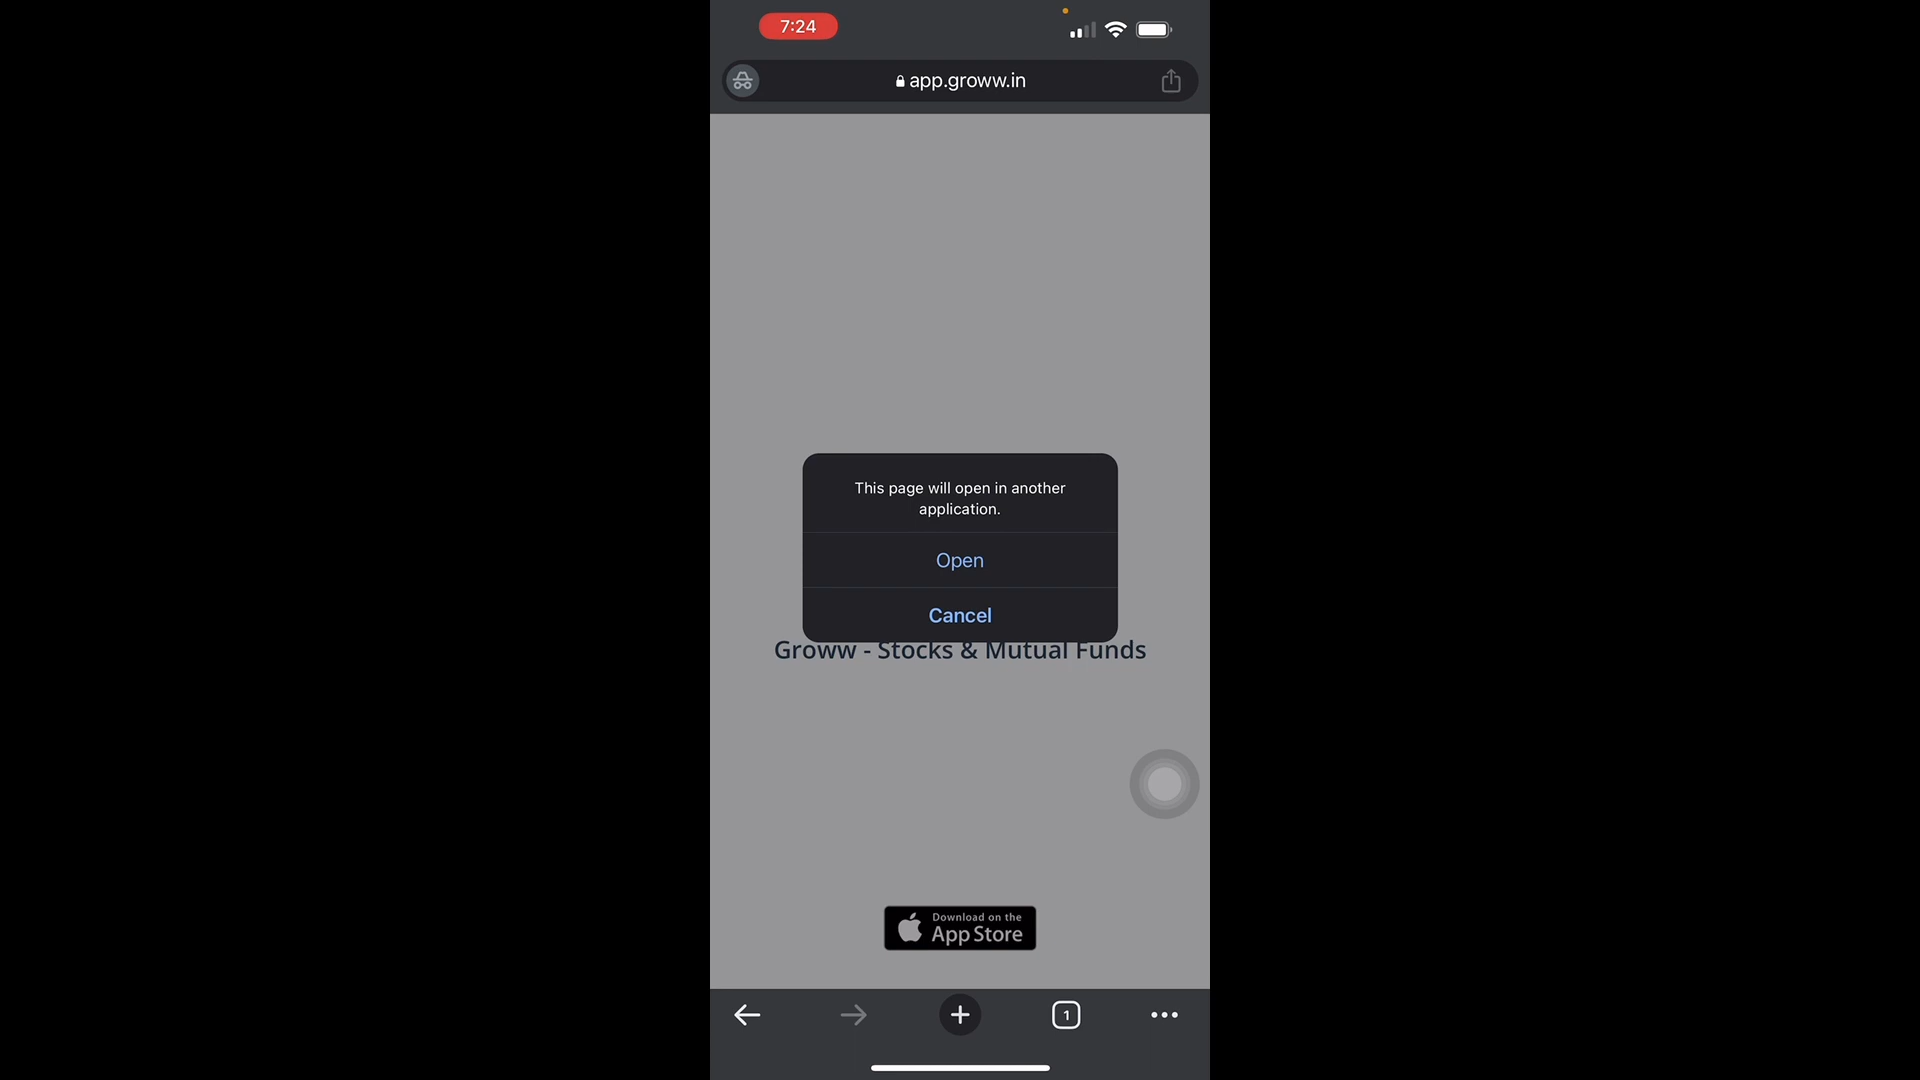 7:24
app.groww.in
This page will open in another
application.
Open
Cancel
Groww - Stocks & Mutual Funds
Download on the
App Store
1